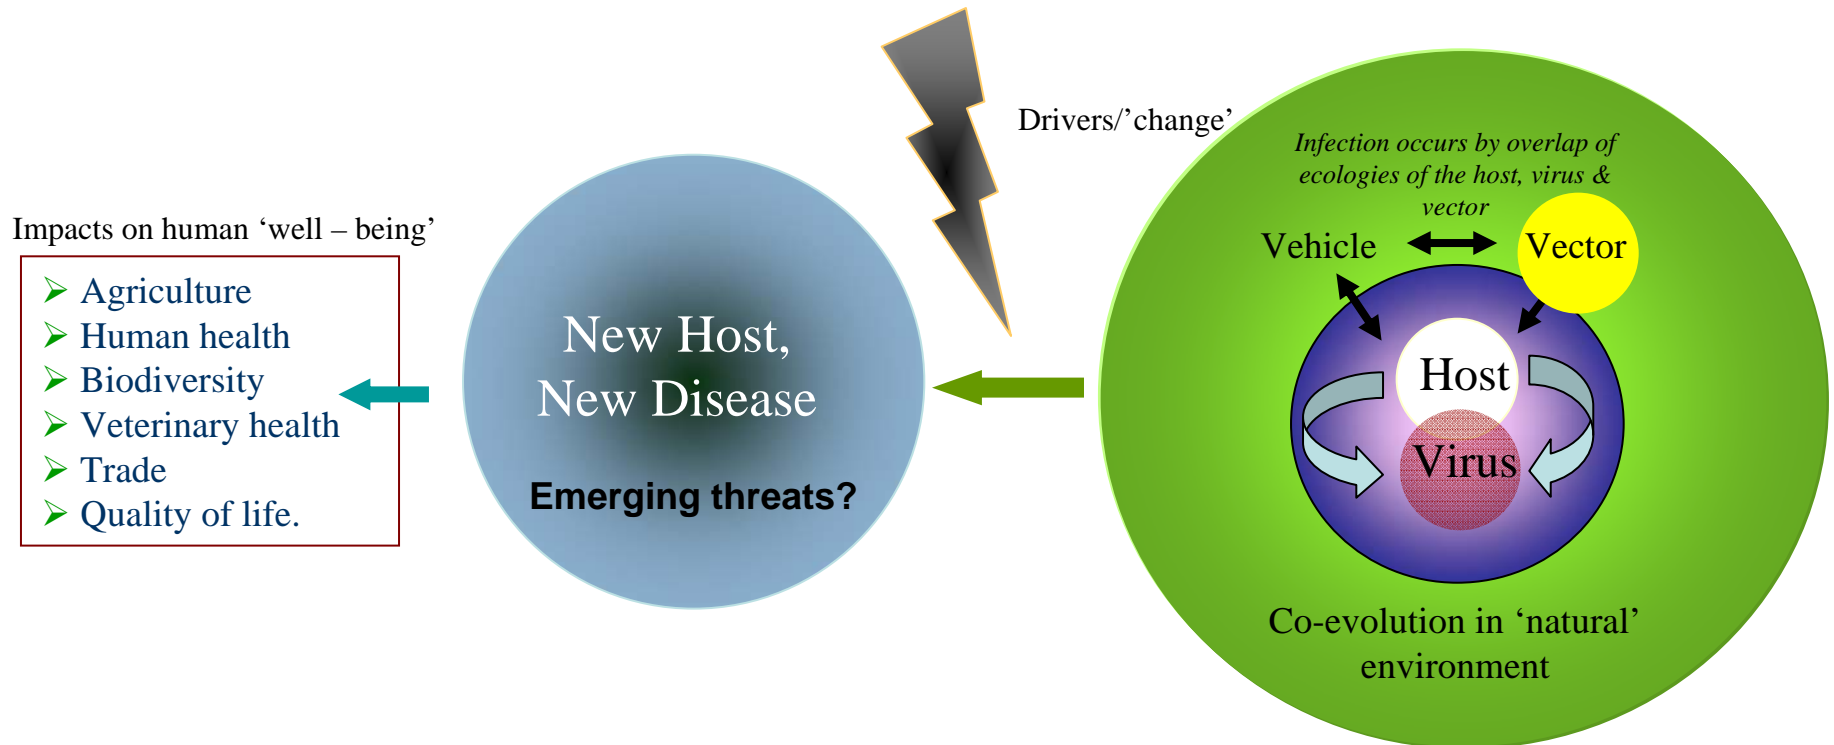 Impacts on human ‘well – being’
Agriculture
Human health
Biodiversity
Veterinary health
Trade
Quality of life.
New Host,
New Disease
Emerging threats?
Drivers/’change’
Infection occurs by overlap of
ecologies of the host, virus &
vector
Vehicle
Vector
Host
Virus
Co-evolution in ‘natural’
environment